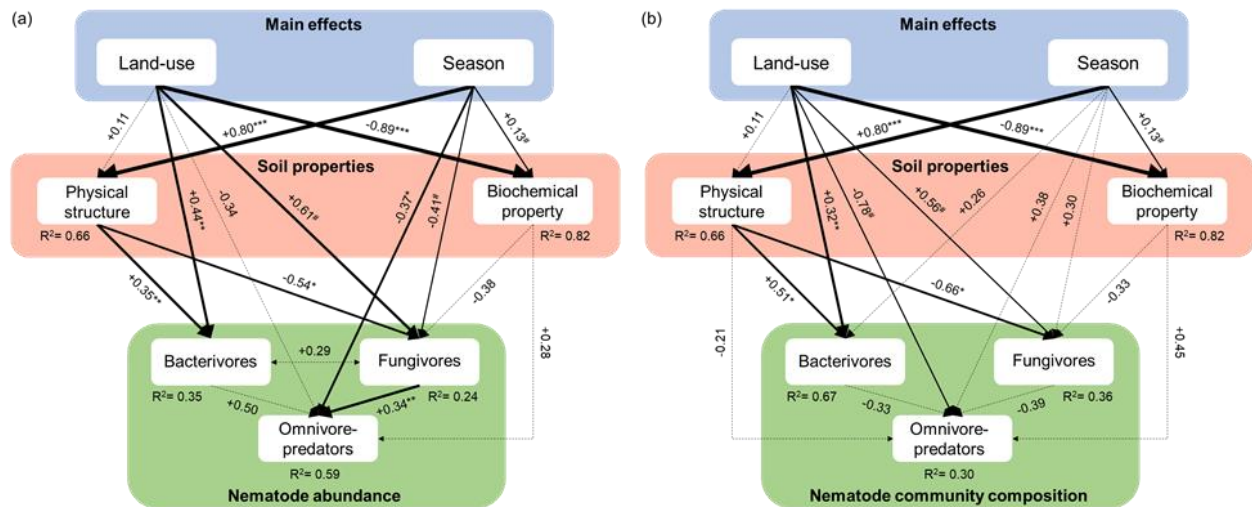 (a)
Main effects
Land-use
Season
+0.11
+0.80***
-0.89***
+0.13#
Soil properties
Physical
structure
Biochemical
property
R²= 0.66
R²= 0.82
+0.44**
-0.34
+0.61#
-0.37*
-0.41#
+0.35**
-0.54*
-0.38
+0.28
Bacterivores
+0.29
Fungivores
R²= 0.35
+0.50
+0.34**
R²= 0.24
Omnivore-
predators
R²= 0.59
Nematode abundance
(b)
Main effects
Land-use
Season
+0.11
+0.80***
-0.89***
+0.13#
Soil properties
Physical
structure
Biochemical
property
R²= 0.66
R²= 0.82
+0.32**
-0.78#
+0.56#
+0.26
+0.38
+0.30
+0.51*
-0.66*
-0.33
-0.21
+0.45
Bacterivores
Fungivores
R²= 0.67
-0.33
-0.39
R²= 0.36
Omnivore-
predators
R²= 0.30
Nematode community composition